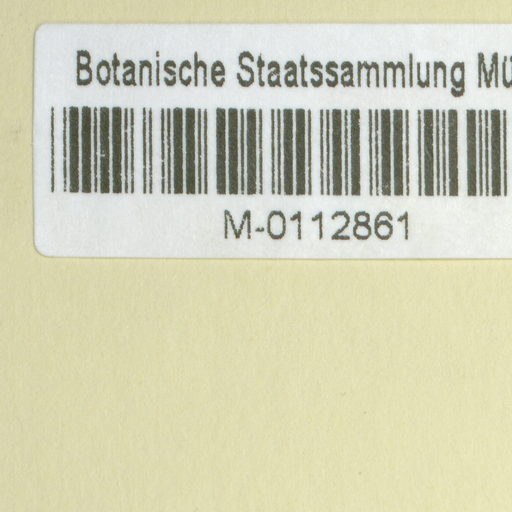 Botanische Staatssammlung Mü
M-0112861